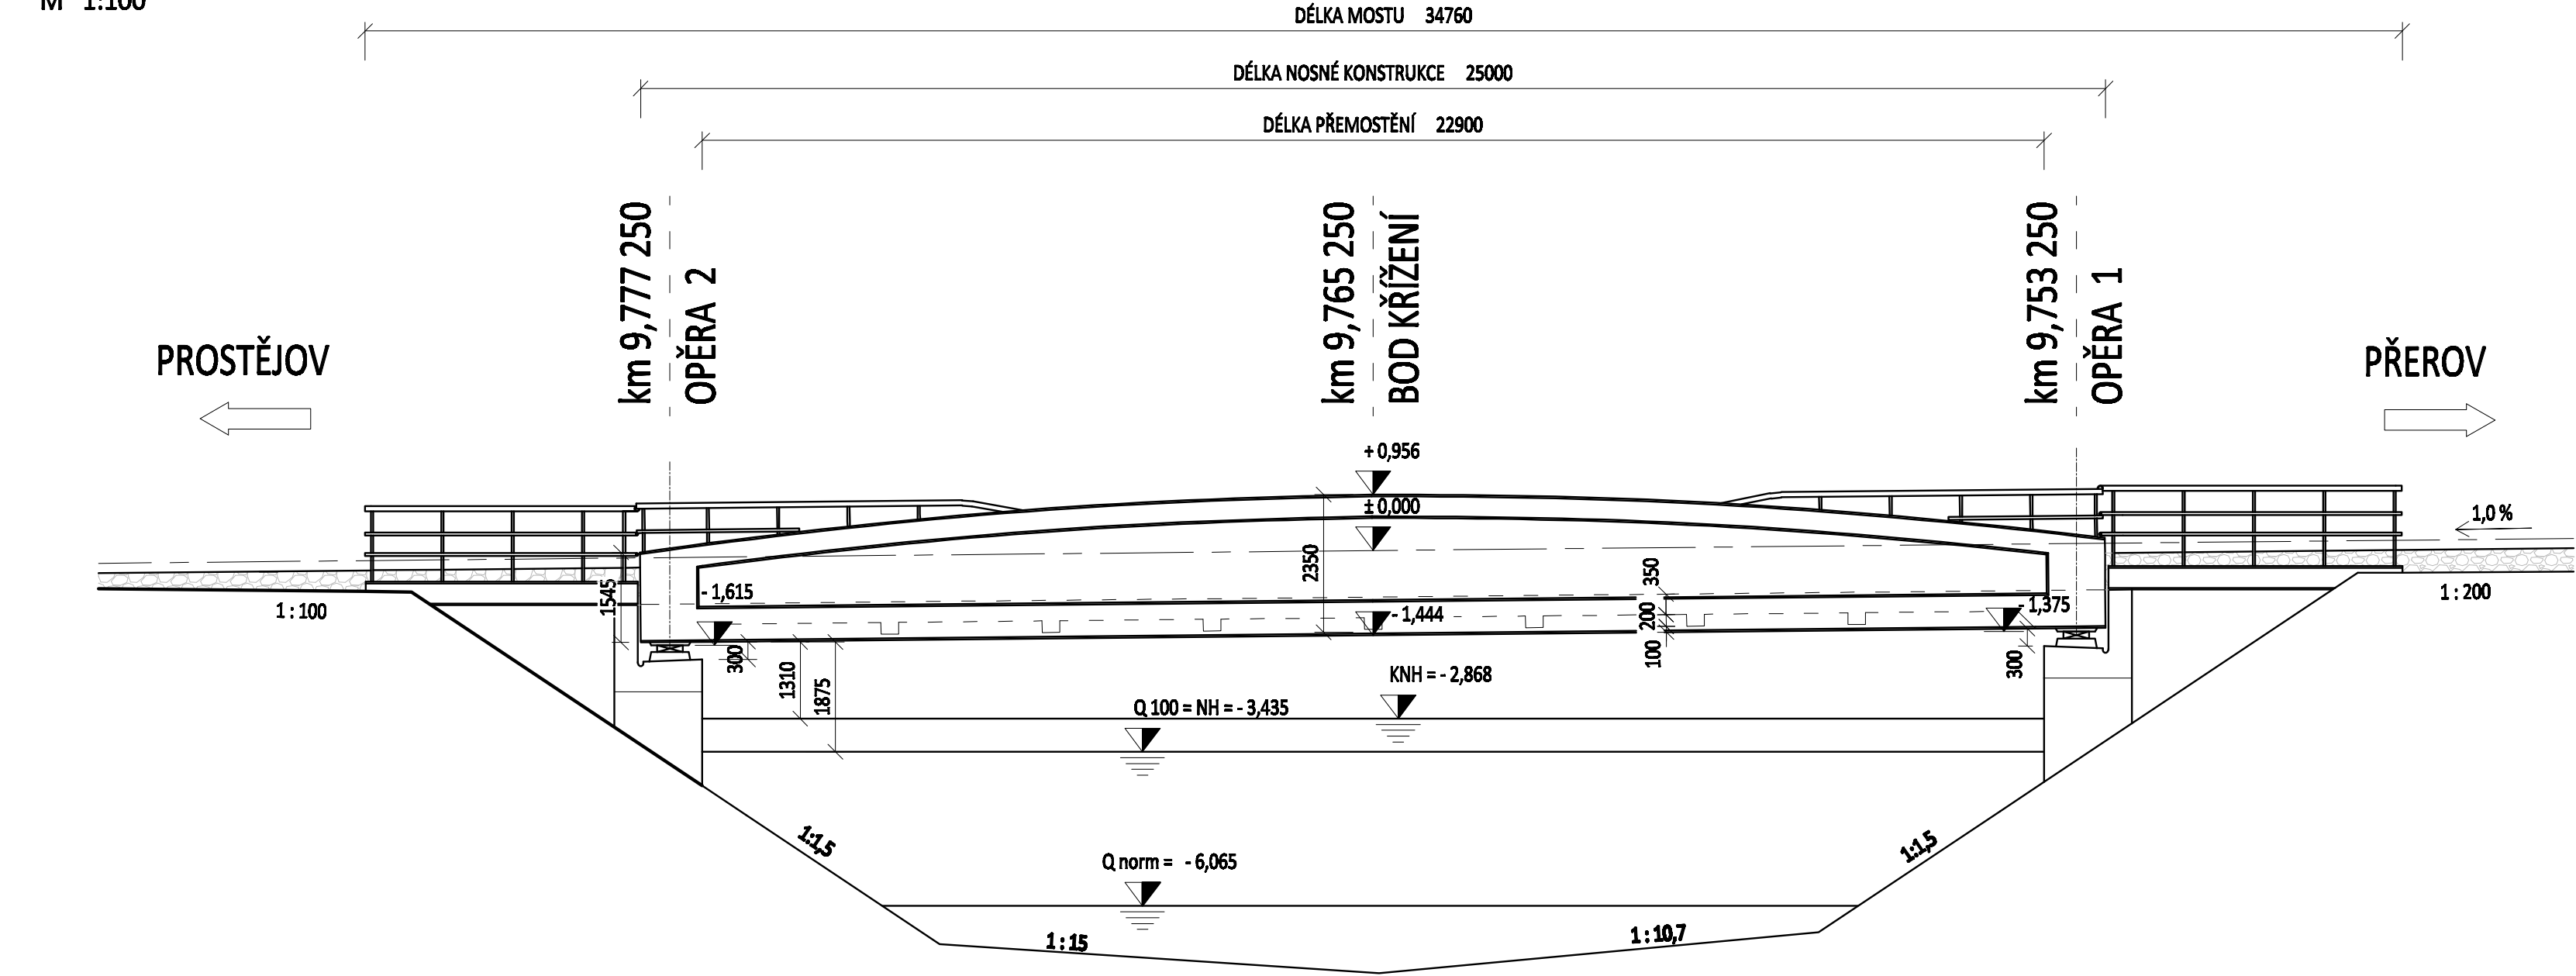 M 1:100
DÉLKA MOSTU 34760
DÉLKA NOSNÉ KONSTRUKCE 25000
DÉLKA PŘEMOSTĚNÍ 22900
km 9,777 250
OPĚRA 2
km 9,765 250
BOD KŘÍŽENÍ
km 9,753 250
OPĚRA 1
PROSTĚJOV
PŘEROV
+ 0,956
± 0,000
1,0 %
2350
350
1545
- 1,615
200
- 1,375
- 1,444
1 : 100
1 : 200
300
100
300
1310
1875
KNH = - 2,868
Q 100 = NH = - 3,435
1:1,5
1:1,5
Q norm = - 6,065
1 : 15
1 : 10,7